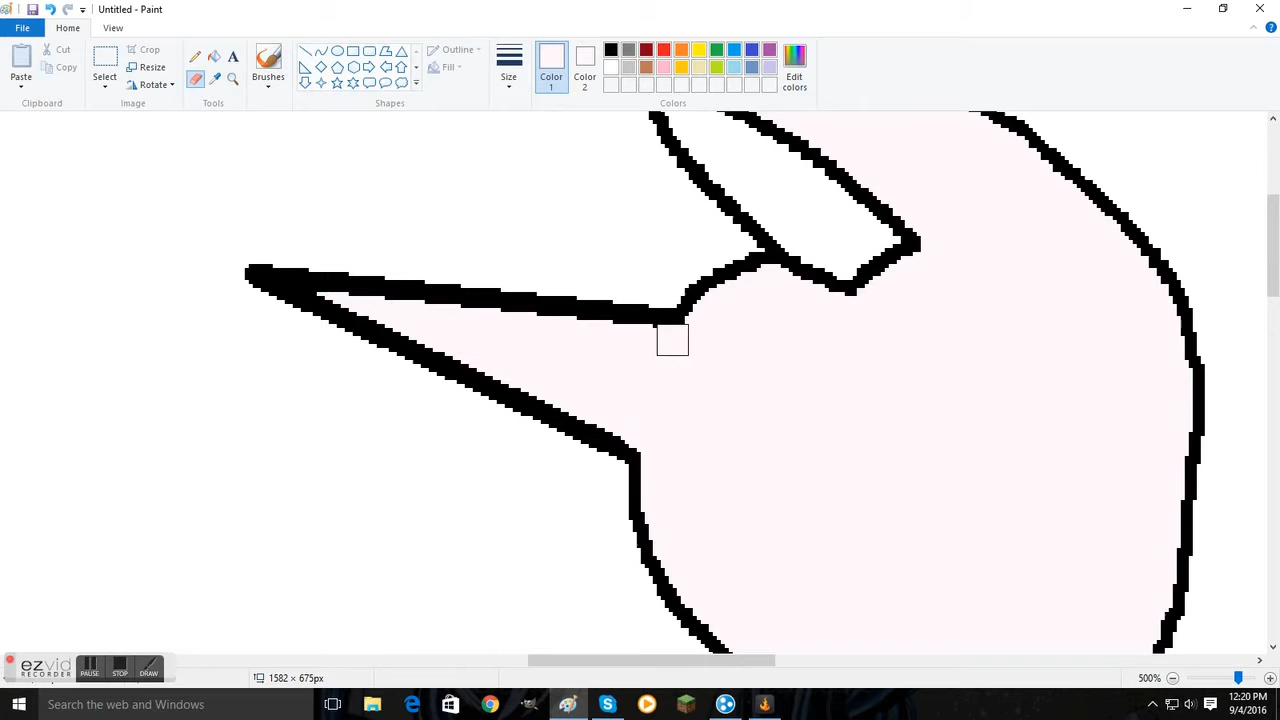 Untitled - Paint
File
Home
View
Paste
Cut
Copy
Clipboard
Select
Crop
Resize
Rotate
Image
A
Tools
Brushes
Outline
Fill
Shapes
Size
Color 1
Color 2
Edit colors
Colors
ezvid
RECORDER
PAUSE
STOP
DRAW
1582 × 675px
500%
Search the web and Windows
12:20 PM
9/4/2016